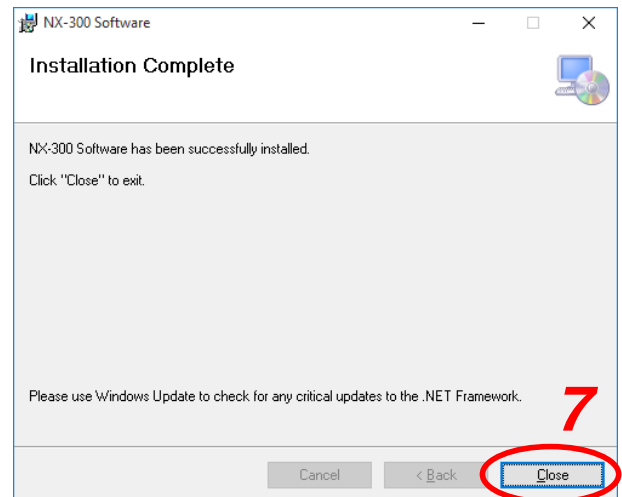 NX-300 Software
Installation Complete
NX-300 Software has been successfully installed.
Click "Close" to exit.
Please use Windows Update to check for any critical updates to the .NET Framework.
7
Cancel
< Back
Close